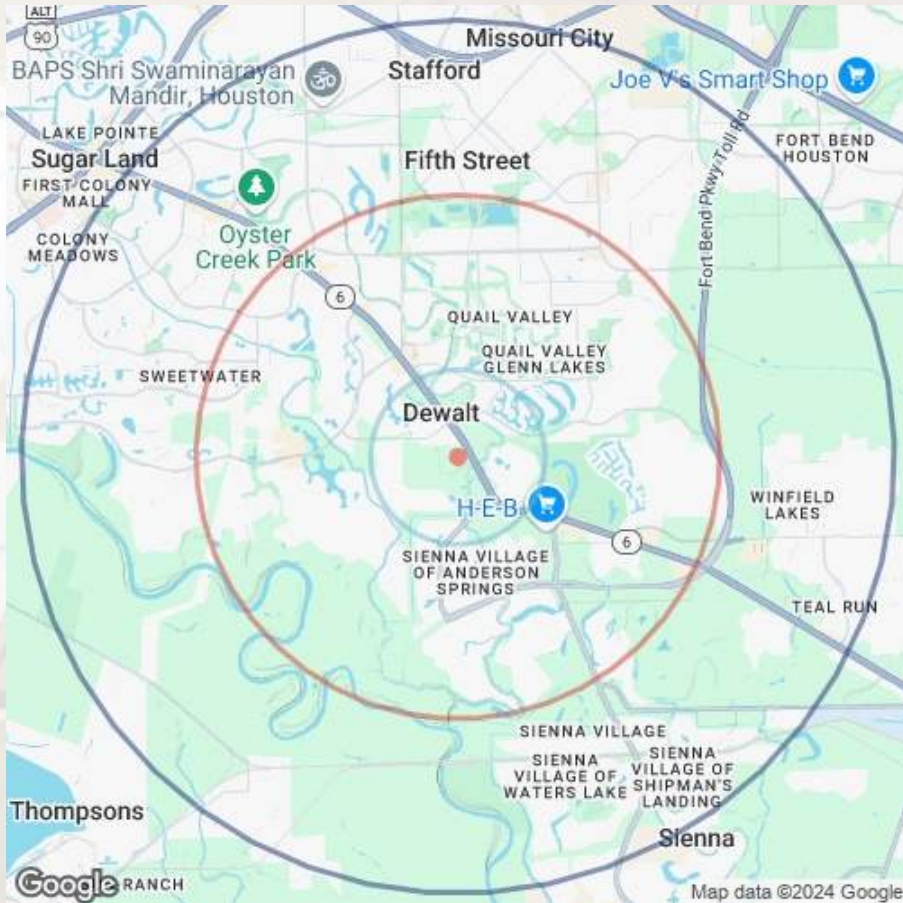 ALT
90
Missouri City
Stafford
BAPS Shri Swaminarayan
Mandir, Houston
Joe V's Smart Shop
LAKE POINTE
Sugar Land
FIRST COLONY
MALL
Fifth Street
FORT BEND
HOUSTON
Fort Bend Pkwy Toll Rd
COLONY
MEADOWS
Oyster
Creek Park
6
QUAIL VALLEY
QUAIL VALLEY
GLENN LAKES
SWEETWATER
Dewalt
H-E-B
WINFIELD
LAKES
6
SIENNA VILLAGE
OF ANDERSON
SPRINGS
TEAL RUN
SIENNA VILLAGE
SIENNA
VILLAGE OF
WATERS LAKE
SIENNA
VILLAGE OF
SHIPMAN'S
LANDING
Thompsons
Sienna
Google
RANCH
Map data ©2024 Google